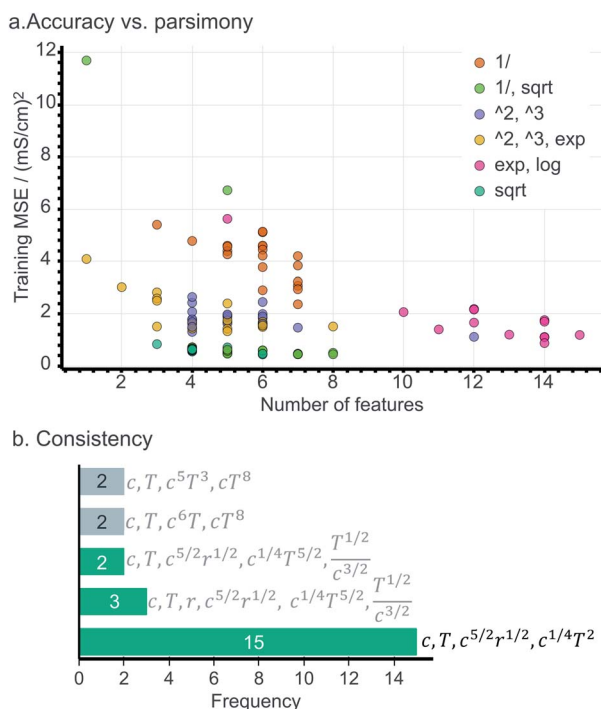 a.Accuracy vs. parsimony
12
10
8
6
4
2
0
Training MSE / (mS/cm)²
2 4 6 8 10 12 14
Number of features
1/
1/, sqrt
^2, ^3
^2, ^3, exp
exp, log
sqrt
b. Consistency
2 c, T, c⁵T³, cT⁸
2 c, T, c⁶T, cT⁸
2 c, T, c^{5/2}r^{1/2}, c^{1/4}T^{5/2}, T^{1/2}/c^{3/2}
3 c, T, r, c^{5/2}r^{1/2}, c^{1/4}T^{5/2}, T^{1/2}/c^{3/2}
15 c, T, c^{5/2}r^{1/2}, c^{1/4}T²
0 2 4 6 8 10 12 14
Frequency